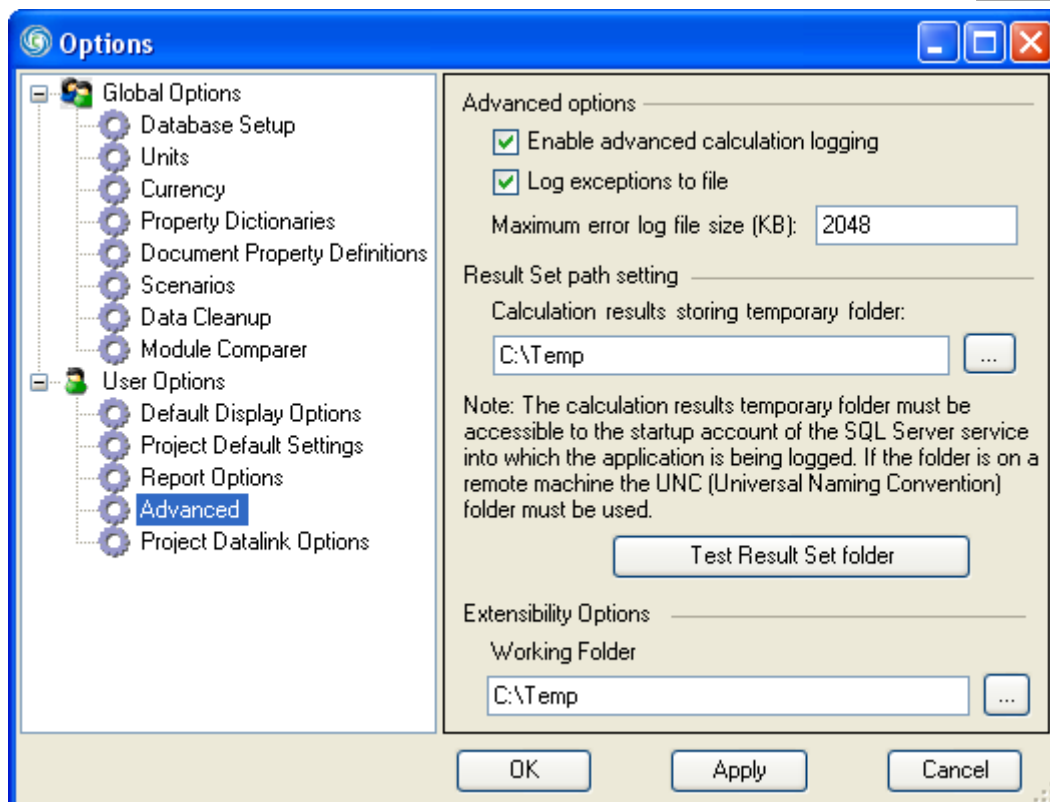 Options
Global Options
Database Setup
Units
Currency
Property Dictionaries
Document Property Definitions
Scenarios
Data Cleanup
Module Comparer
User Options
Default Display Options
Project Default Settings
Report Options
Advanced
Project Datalink Options
Advanced options
Enable advanced calculation logging
Log exceptions to file
Maximum error log file size (KB): 2048
Result Set path setting
Calculation results storing temporary folder:
C:\Temp ...
Note: The calculation results temporary folder must be
accessible to the startup account of the SQL Server service
into which the application is being logged. If the folder is on a
remote machine the UNC (Universal Naming Convention)
folder must be used.
Test Result Set folder
Extensibility Options
Working Folder
C:\Temp ...
OK Apply Cancel